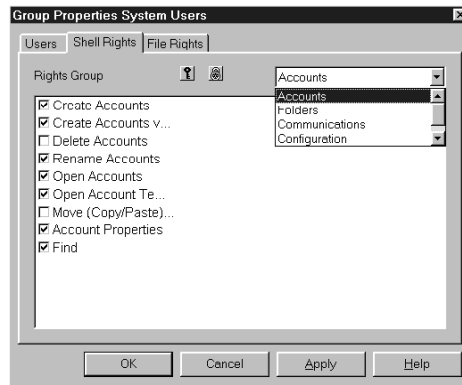 Group Properties System Users
Users Shell Rights File Rights
Rights Group Accounts
Accounts
Folders
Communications
Configuration
Create Accounts
Create Accounts v...
Delete Accounts
Rename Accounts
Open Accounts
Open Account Te...
Move (Copy/Paste)...
Account Properties
Find
OK Cancel Apply Help